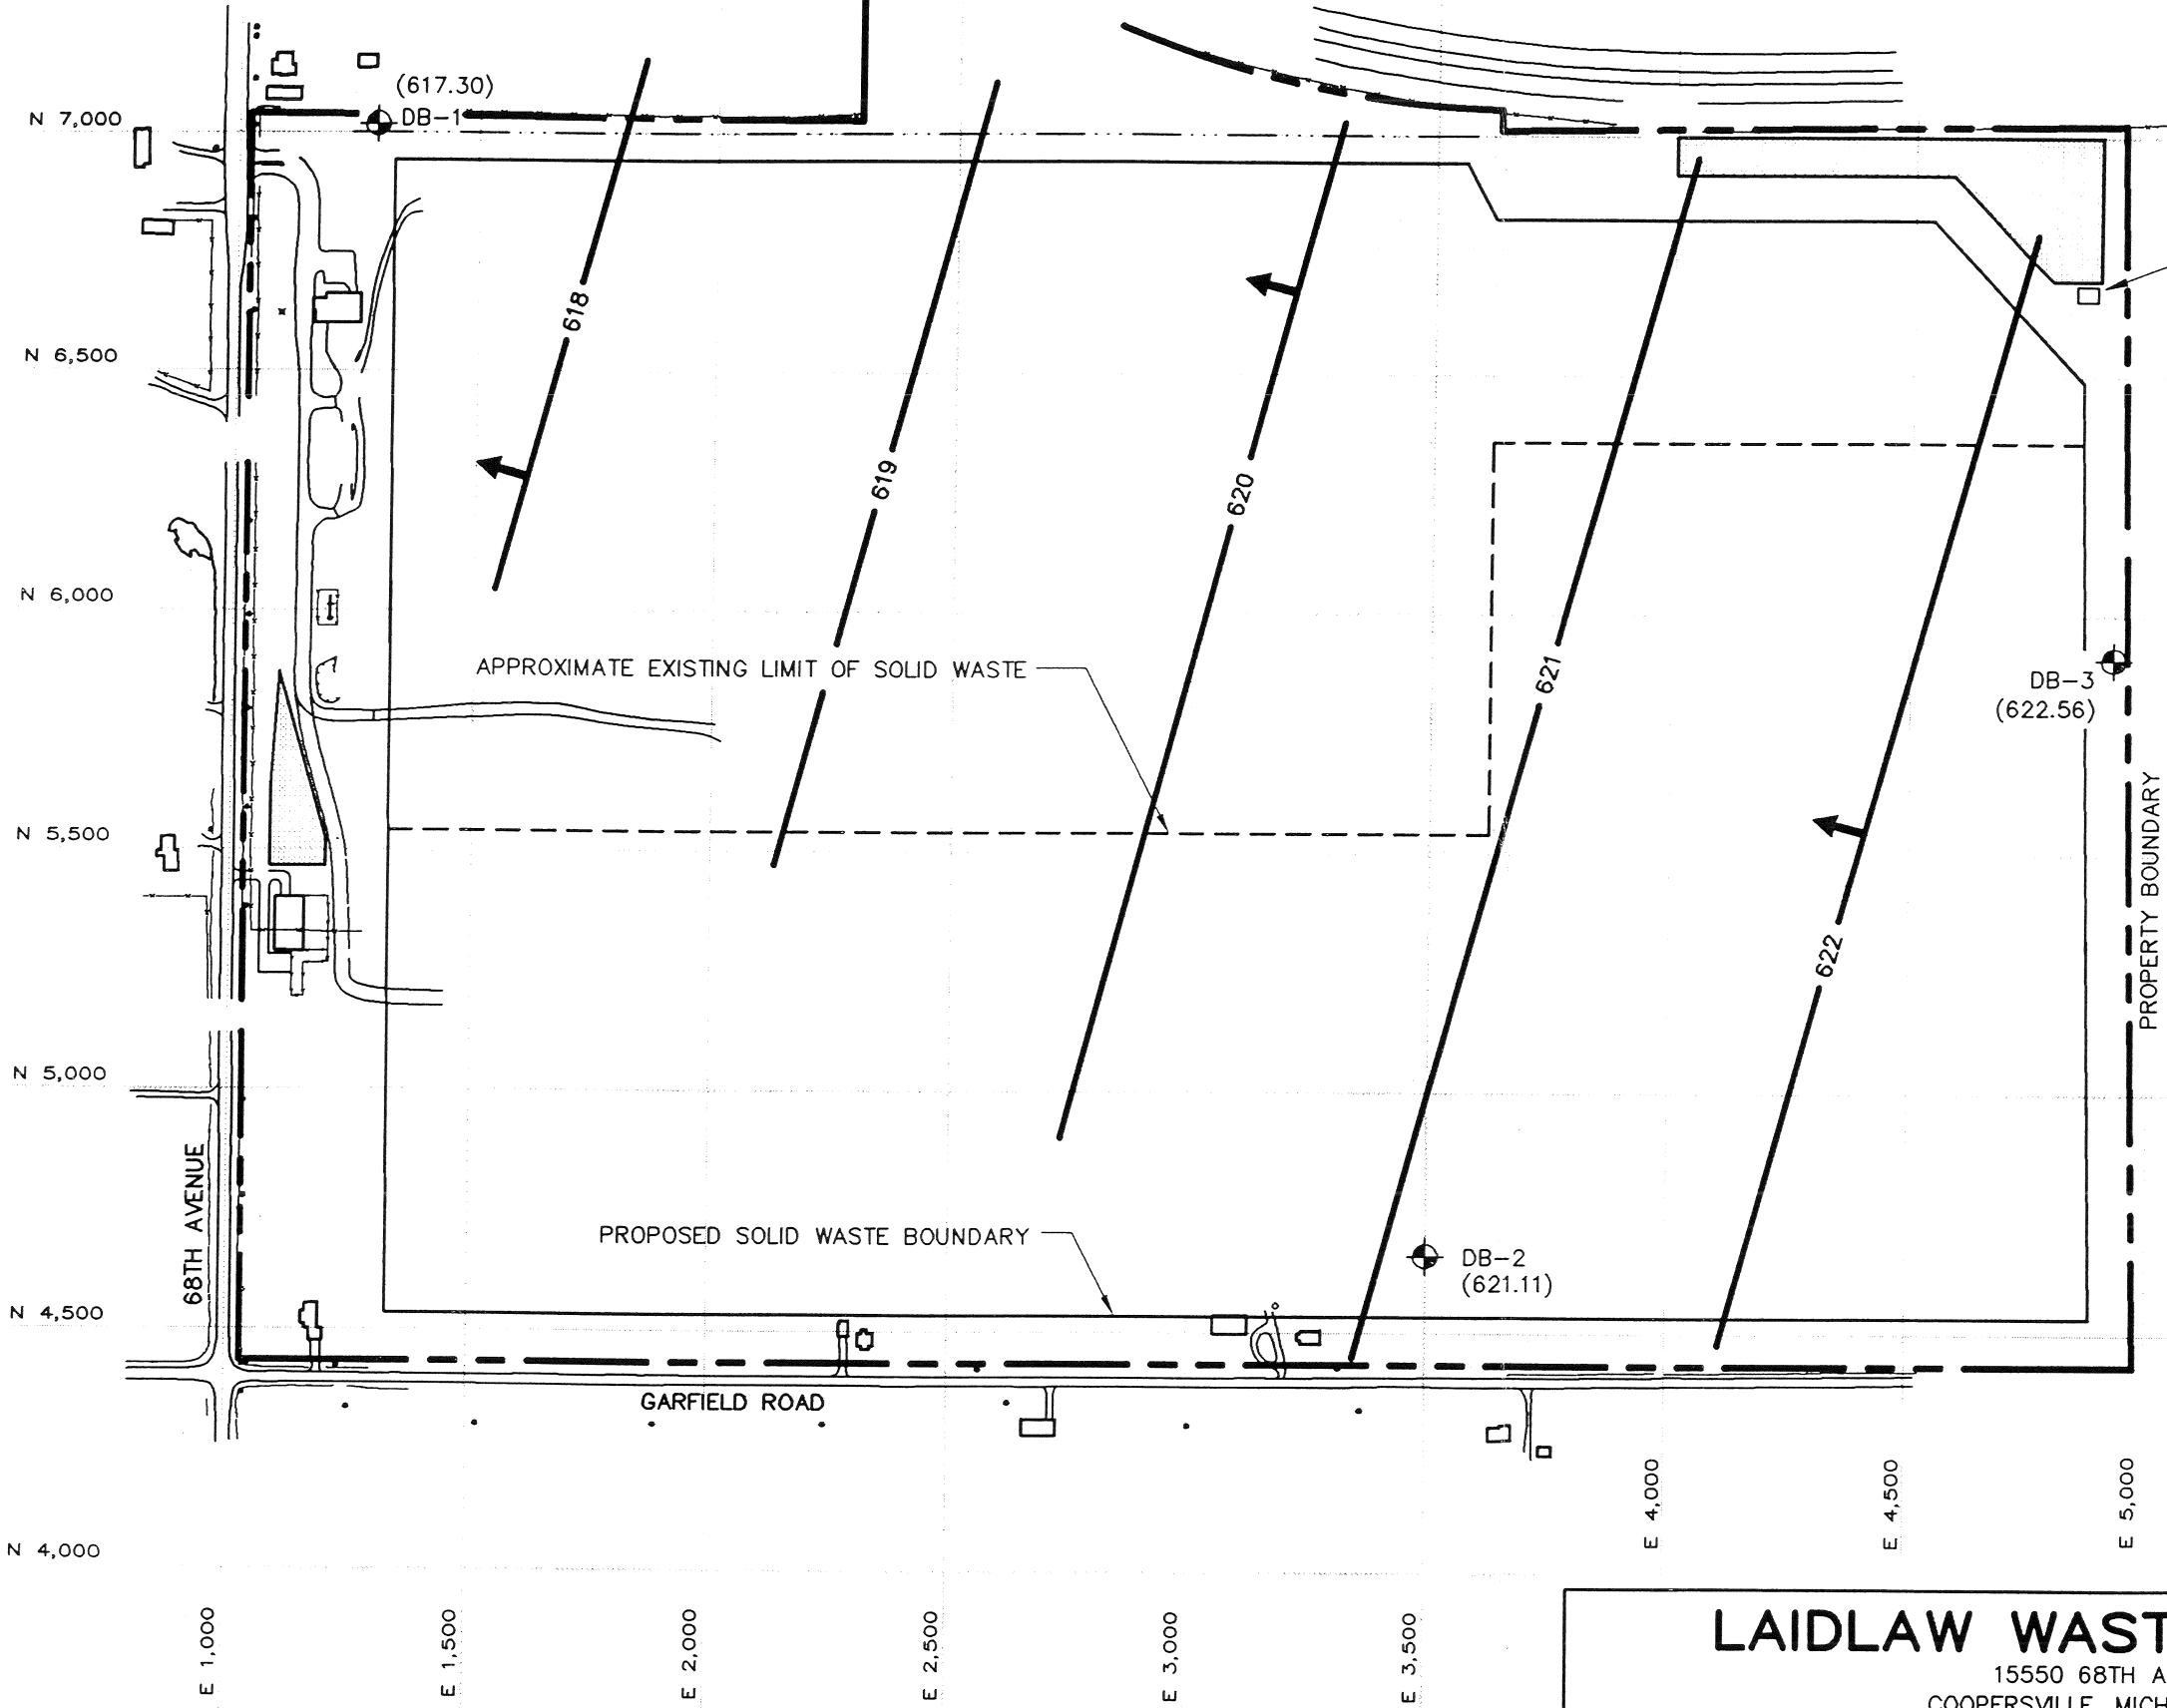 (617.30)
DB-1
N 7,000
618
N 6,500
619
620
N 6,000
APPROXIMATE EXISTING LIMIT OF SOLID WASTE
621
DB-3
(622.56)
N 5,500
PROPERTY BOUNDARY
622
N 5,000
68TH AVENUE
PROPOSED SOLID WASTE BOUNDARY
DB-2
(621.11)
N 4,500
GARFIELD ROAD
N 4,000
E 1,000
E 1,500
E 2,000
E 2,500
E 3,000
E 3,500
E 4,000
E 4,500
E 5,000
LAIDLAW WAST
15550 68TH A
COOPERSVILLE, MICH